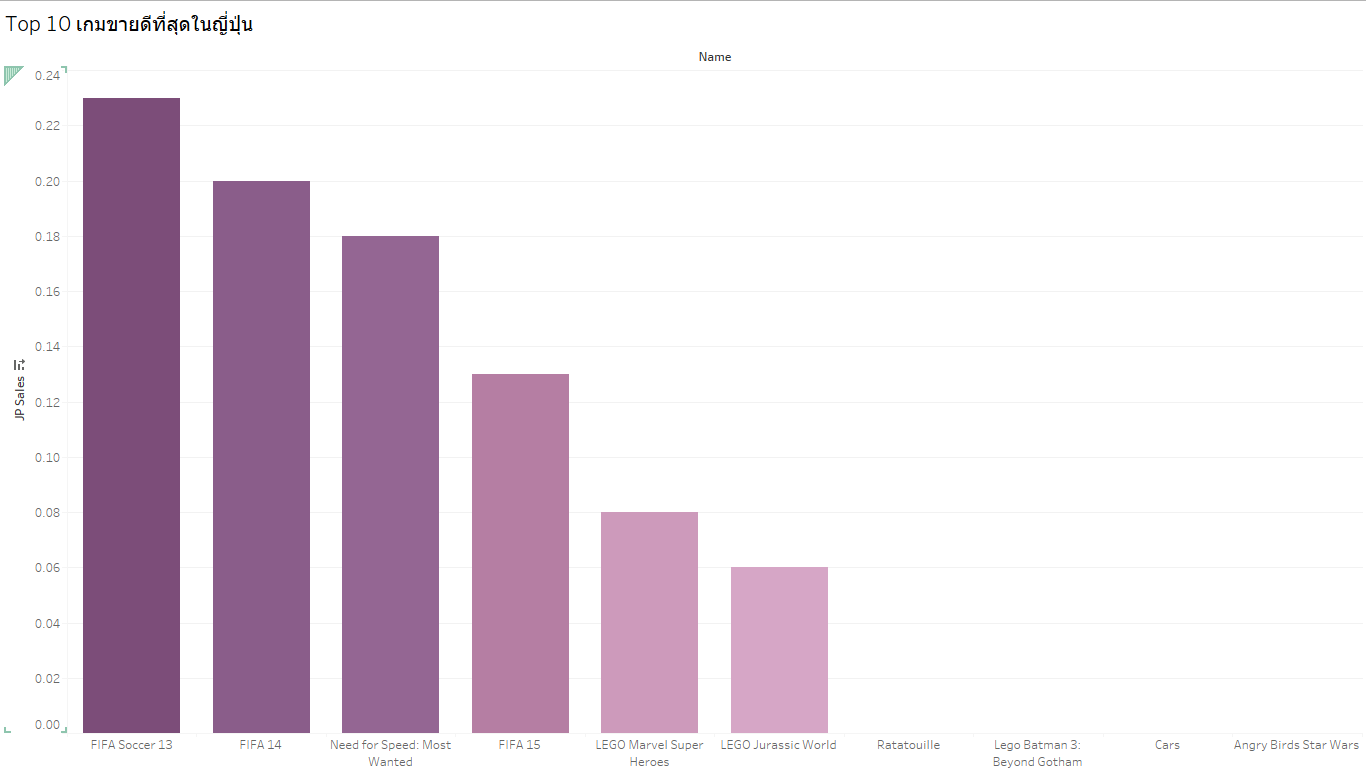 Top 10 เกมขายดีที่สุดในญี่ปุ่น
Name
0.24
0.22
0.20
0.18
0.16
0.14
0.12
0.10
0.08
0.06
0.04
0.02
0.00
JP Sales
FIFA Soccer 13
FIFA 14
Need for Speed: Most
Wanted
FIFA 15
LEGO Marvel Super
Heroes
LEGO Jurassic World
Ratatouille
Lego Batman 3:
Beyond Gotham
Cars
Angry Birds Star Wars